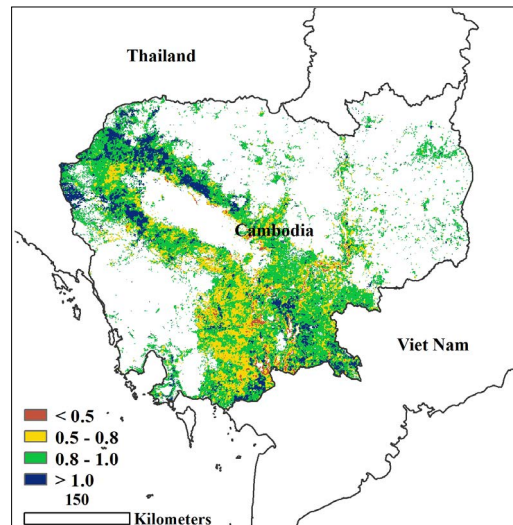 Thailand
Cambodia
Viet Nam
< 0.5
0.5 - 0.8
0.8 - 1.0
> 1.0
150
Kilometers